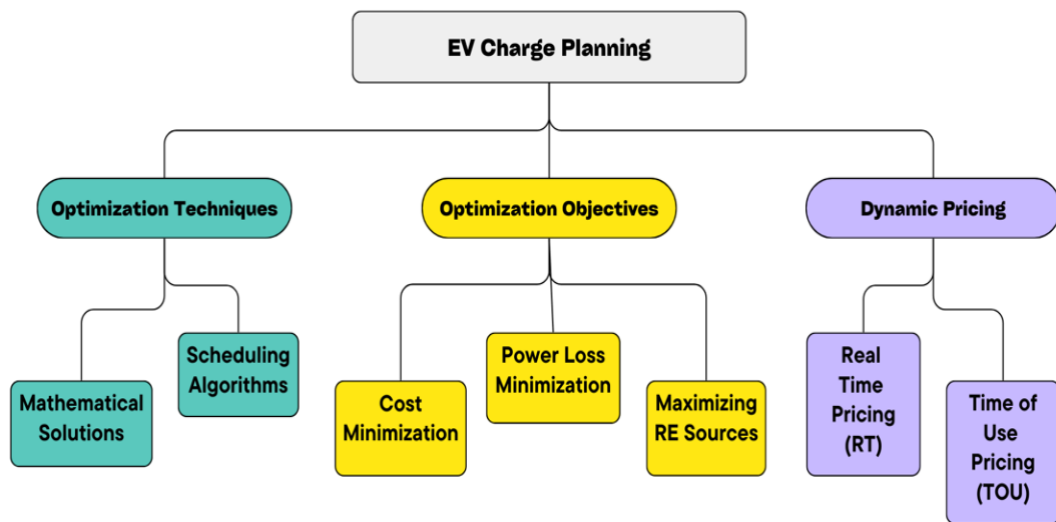 EV Charge Planning
Optimization Techniques
Optimization Objectives
Dynamic Pricing
Mathematical
Solutions
Scheduling
Algorithms
Cost
Minimization
Power Loss
Minimization
Maximizing
RE Sources
Real
Time
Pricing
(RT)
Time of
Use
Pricing
(TOU)